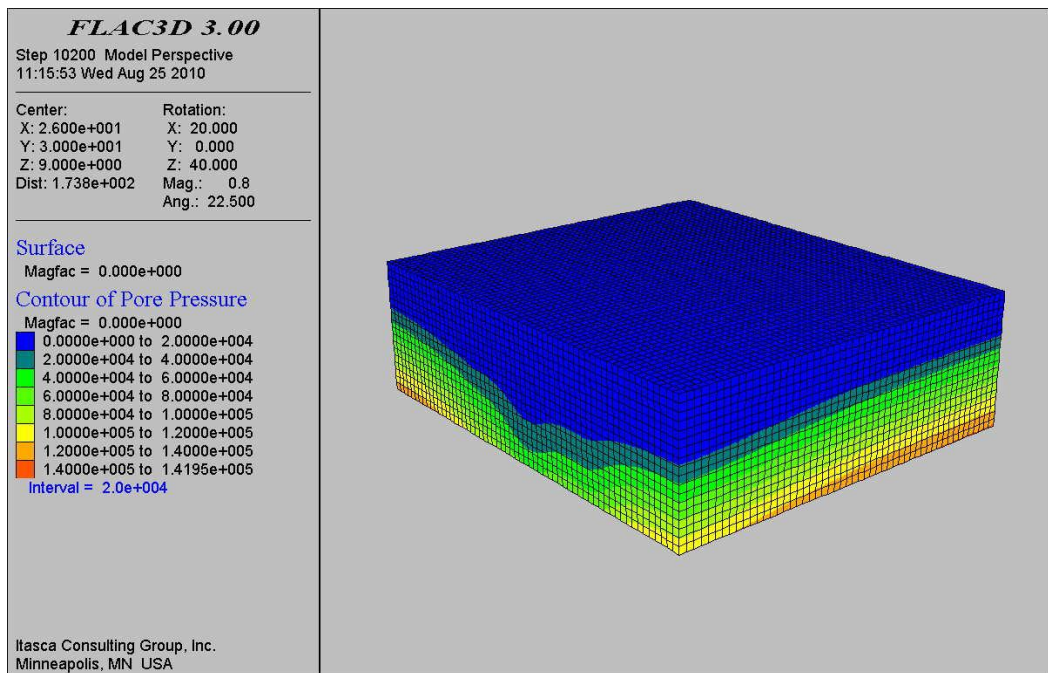 FLAC3D 3.00
Step 10200 Model Perspective
11:15:53 Wed Aug 25 2010
Center: Rotation:
X: 2.600e+001 X: 20.000
Y: 3.000e+001 Y: 0.000
Z: 9.000e+000 Z: 40.000
Dist: 1.738e+002 Mag.: 0.8
Ang.: 22.500
Surface
Magfac = 0.000e+000
Contour of Pore Pressure
Magfac = 0.000e+000
0.0000e+000 to 2.0000e+004
2.0000e+004 to 4.0000e+004
4.0000e+004 to 6.0000e+004
6.0000e+004 to 8.0000e+004
8.0000e+004 to 1.0000e+005
1.0000e+005 to 1.2000e+005
1.2000e+005 to 1.4000e+005
1.4000e+005 to 1.4195e+005
Interval = 2.0e+004
Itasca Consulting Group, Inc.
Minneapolis, MN USA